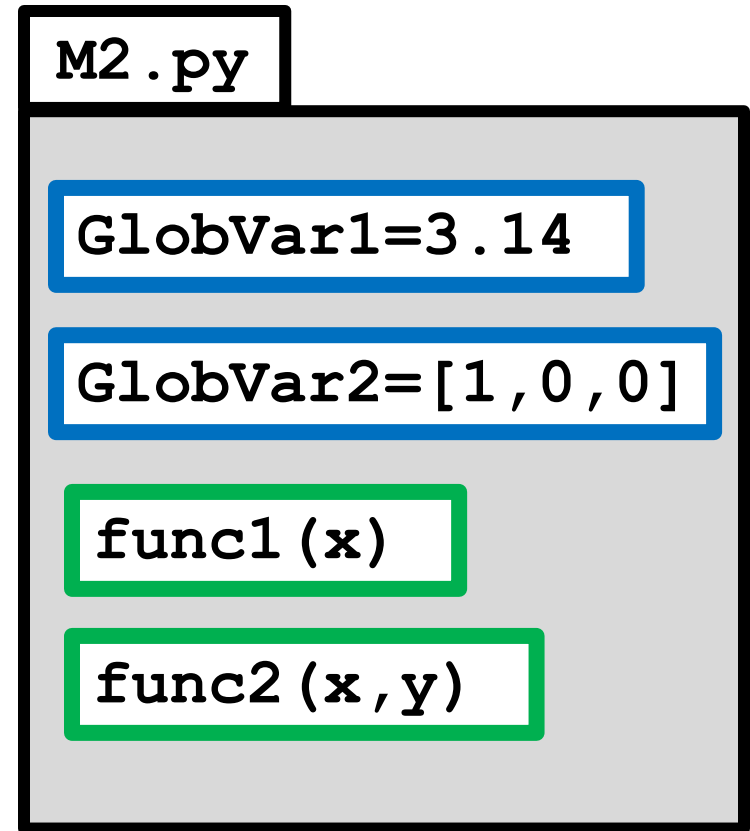 M2.py
GlobVar1=3.14
GlobVar2=[1,0,0]
func1(x)
func2(x,y)